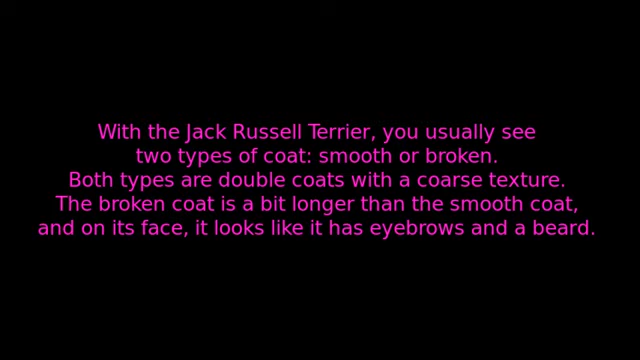 With the Jack Russell Terrier, you usually see
two types of coat: smooth or broken.
Both types are double coats with a coarse texture.
The broken coat is a bit longer than the smooth coat,
and on its face, it looks like it has eyebrows and a beard.